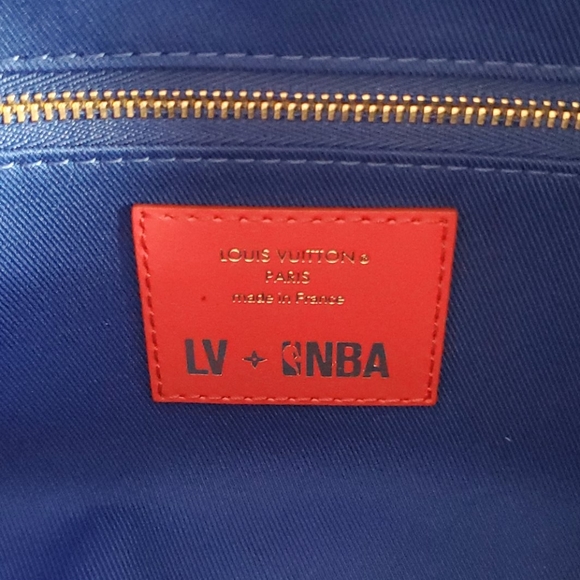 LOUIS VUITTON ®
PARIS
made in France
LV + NBA